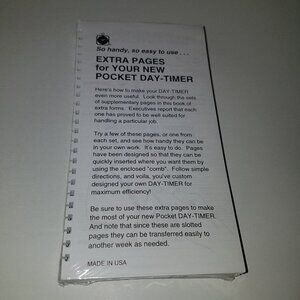 So handy, so easy to use . . .
EXTRA PAGES
for YOUR NEW
POCKET DAY-TIMER
Here's how to make your DAY-TIMER
even more useful. Look through the sets
of supplementary pages in this book of
extra forms. Executives report that each
one has proved to be well suited for
handling a particular job.
Try a few of these pages, or one from
each set, and see how handy they can be
in your own work. It's easy to do. Pages
have been designed so that they can be
quickly inserted where you want them by
using the enclosed "comb". Follow simple
directions, and voila, you've custom
designed your own DAY-TIMER for
maximum efficiency!
Be sure to use these extra pages to make
the most of your new Pocket DAY-TIMER.
And note that since these are slotted
pages they can be transferred easily to
another week as needed.
MADE IN USA